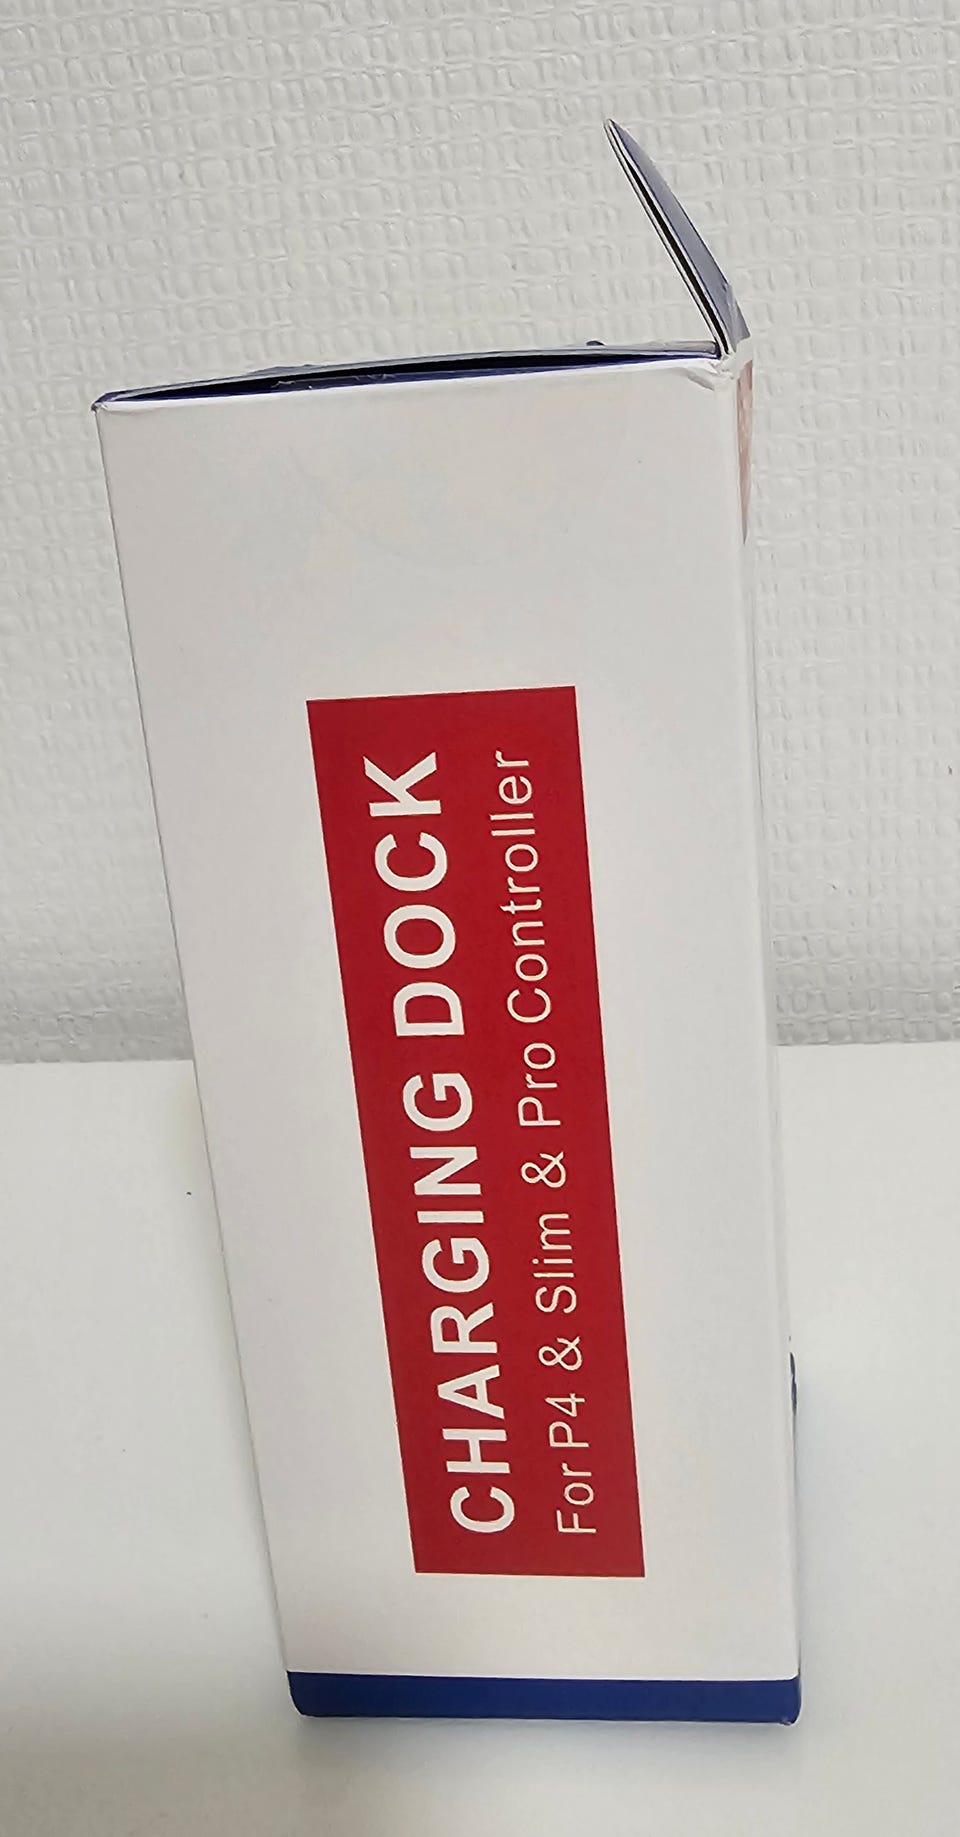 CHARGING DOCK
For P4 & Slim & Pro Controller